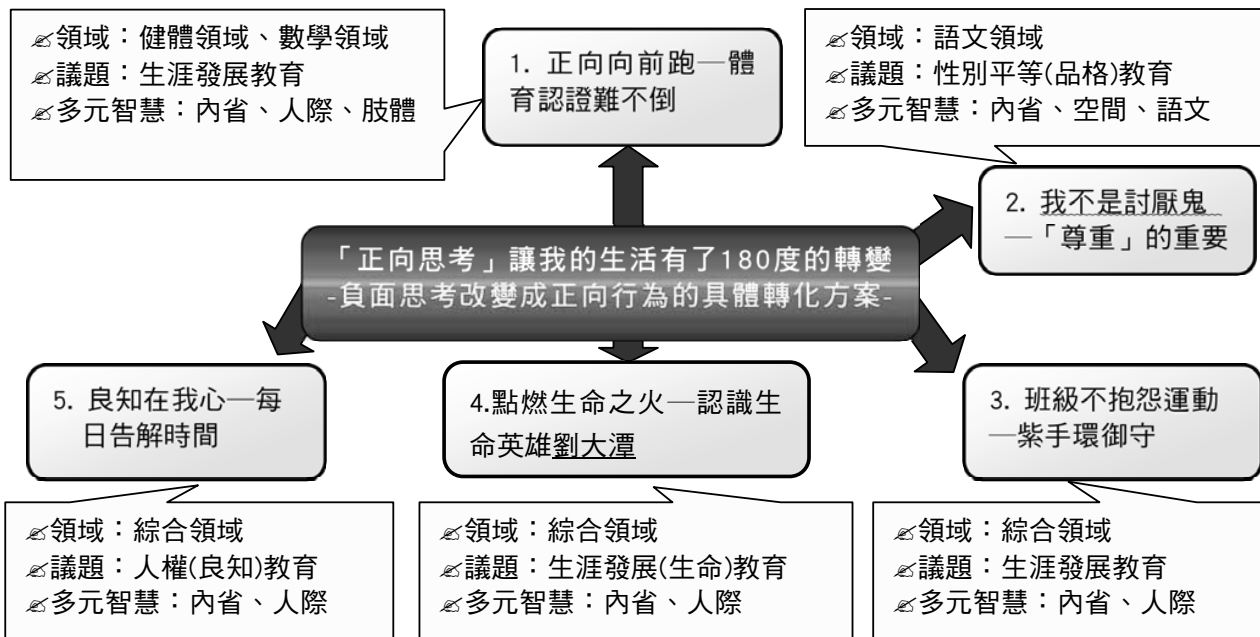 ✍領域：健體領域、數學領域
✍議題：生涯發展教育
✍多元智慧：內省、人際、肢體
1. 正向向前跑─體
育認證難不倒
✍領域：語文領域
✍議題：性別平等(品格)教育
✍多元智慧：內省、空間、語文
2. 我不是討厭鬼
─「尊重」的重要
「正向思考」讓我的生活有了180度的轉變
-負面思考改變成正向行為的具體轉化方案-
5. 良知在我心─每
日告解時間
4.點燃生命之火─認識生
命英雄劉大潭
3. 班級不抱怨運動
─紫手環御守
✍領域：綜合領域
✍議題：人權(良知)教育
✍多元智慧：內省、人際
✍領域：綜合領域
✍議題：生涯發展(生命)教育
✍多元智慧：內省、人際
✍領域：綜合領域
✍議題：生涯發展教育
✍多元智慧：內省、人際